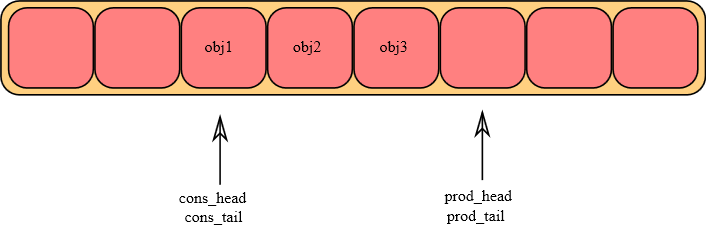 obj1 obj2 obj3
cons_head
cons_tail
prod_head
prod_tail